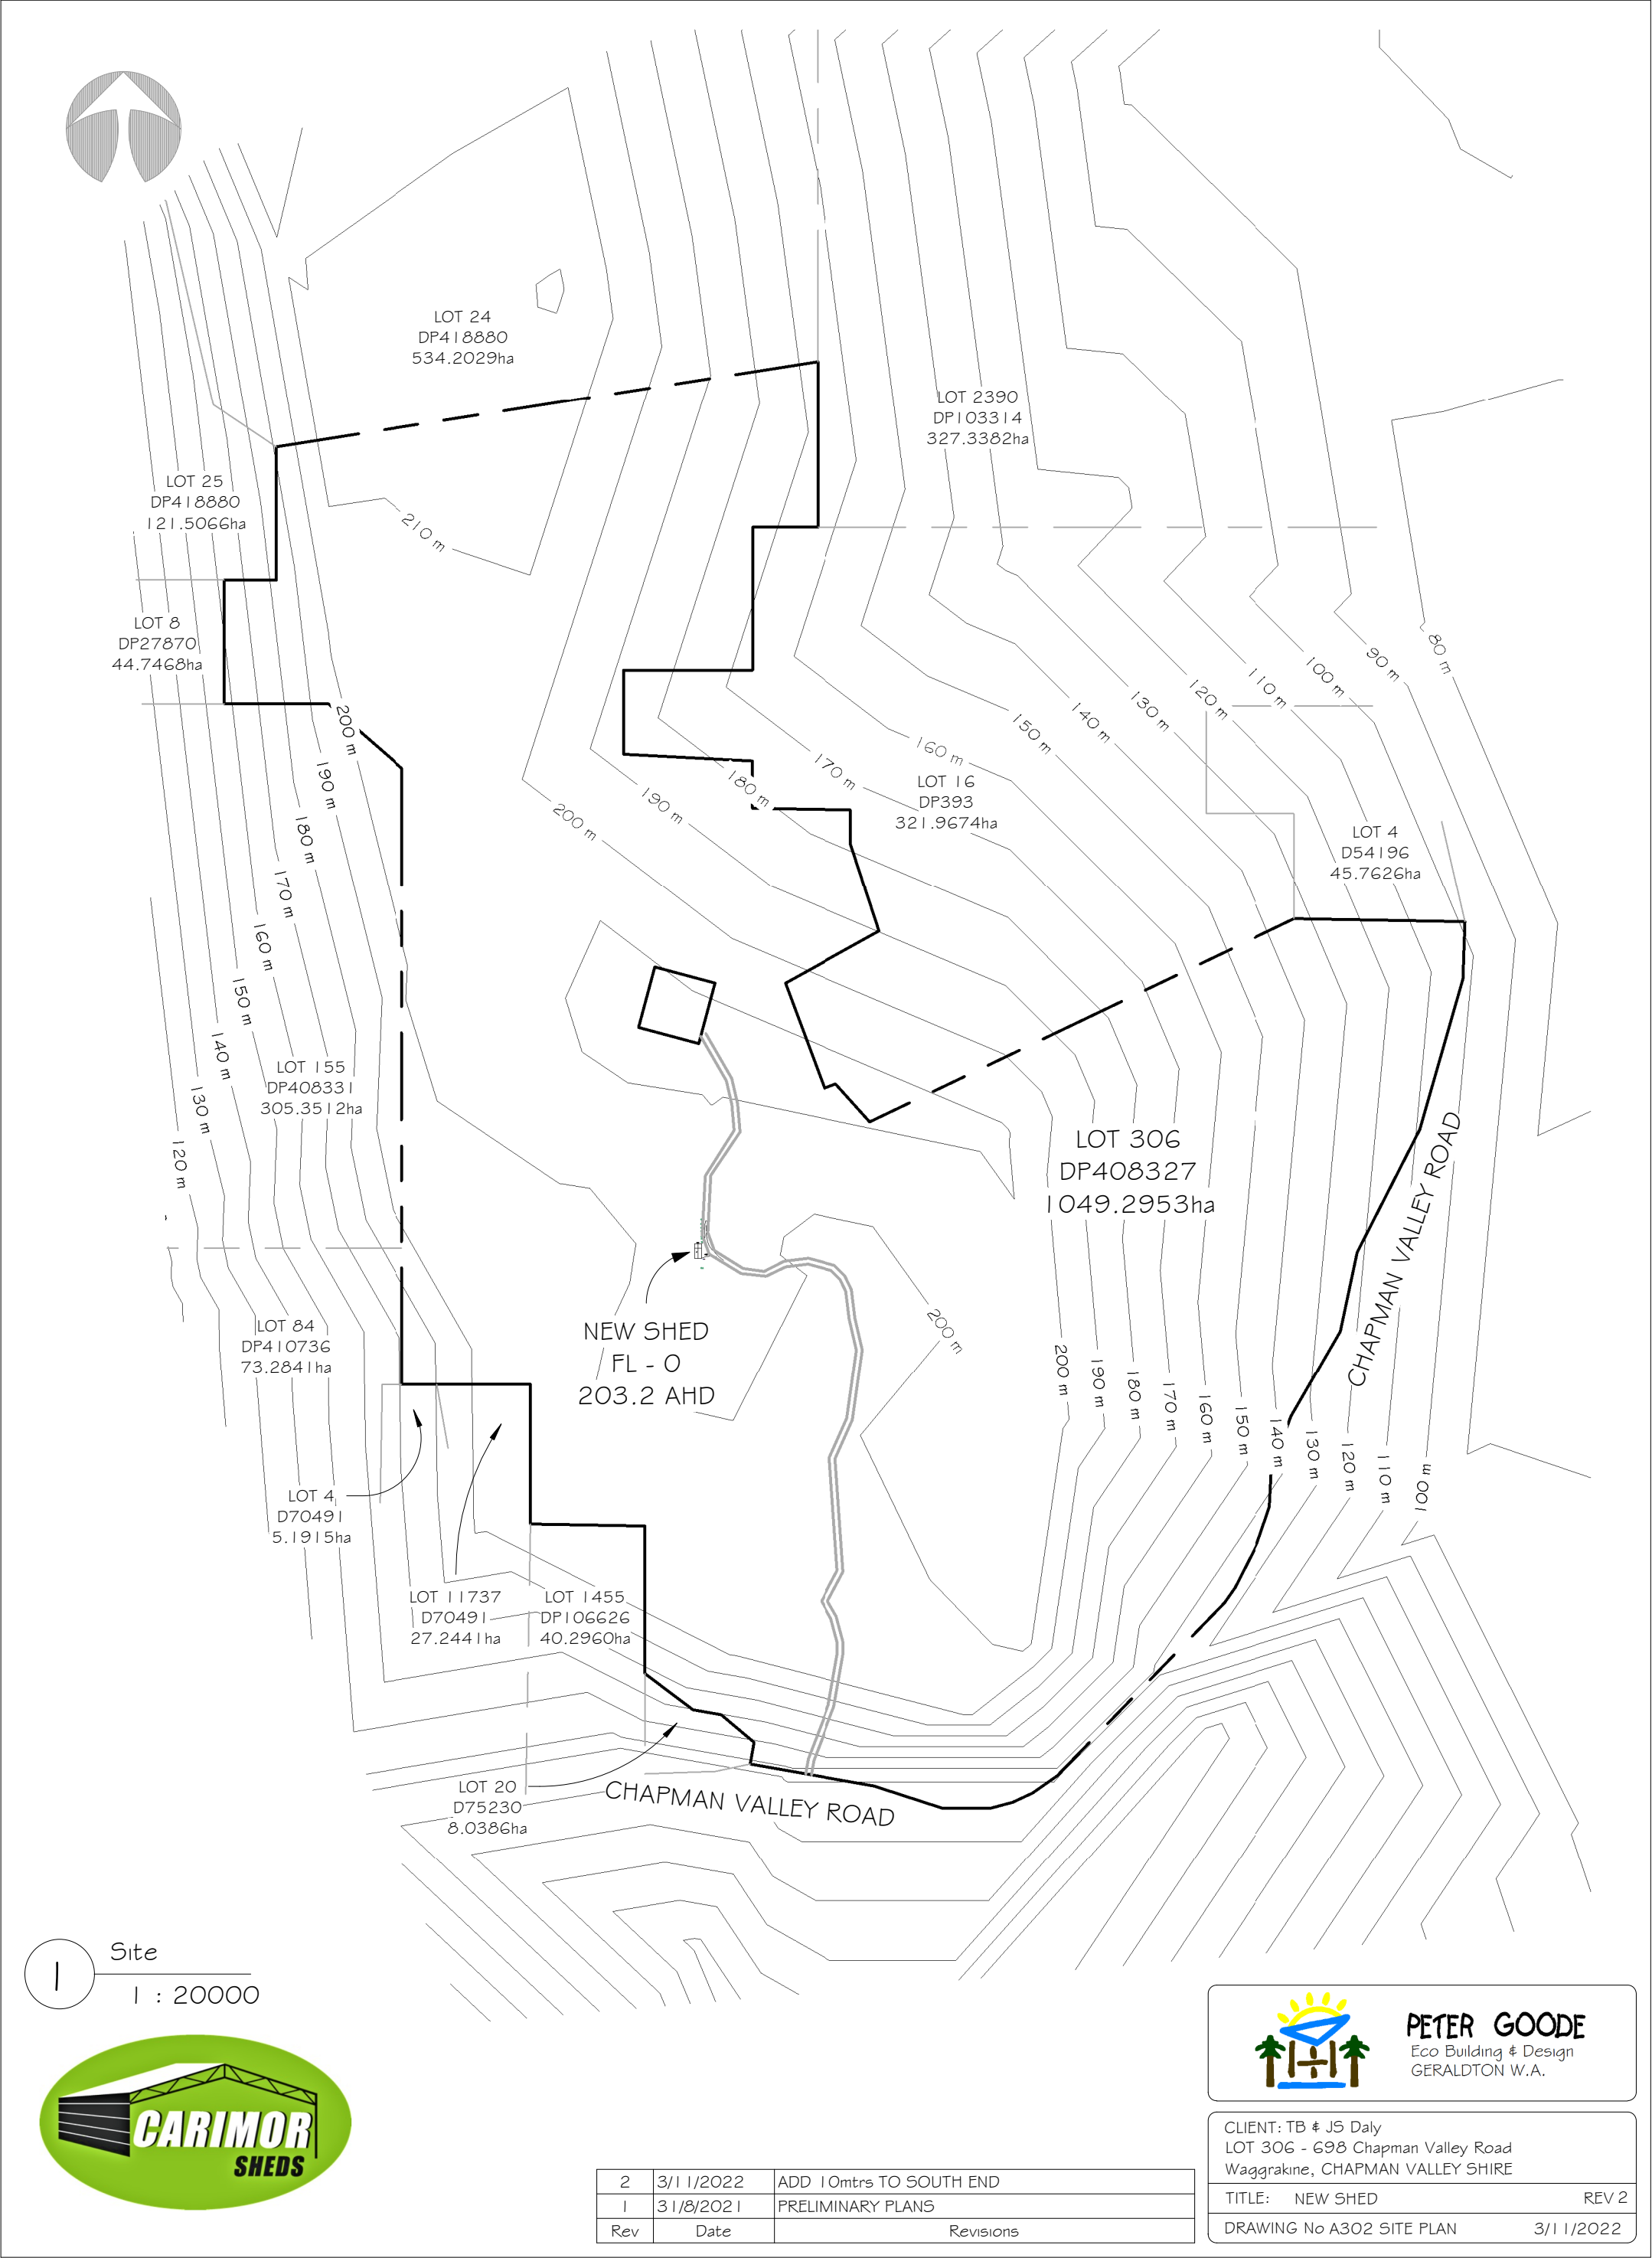 LOT 24
DP418880
534.2029ha
LOT 2390
DP103314
327.3382ha
LOT 25
DP418880
121.5066ha
210 m
LOT 8
DP27870
44.7468ha
80 m
90 m
100 m
110 m
120 m
130 m
140 m
150 m
160 m
170 m
180 m
190 m
200 m
LOT 16
DP393
321.9674ha
LOT 4
D54196
45.7626ha
200 m
190 m
180 m
170 m
160 m
150 m
140 m
130 m
120 m
LOT 155
DP408331
305.3512ha
LOT 306
DP408327
1049.2953ha
CHAPMAN VALLEY ROAD
NEW SHED
FL - 0
203.2 AHD
200 m
LOT 84
DP410736
73.2841ha
200 m
190 m
180 m
170 m
160 m
150 m
140 m
130 m
120 m
110 m
100 m
LOT 4
D70491
5.1915ha
LOT 11737
D70491
27.2441ha
LOT 1455
DP106626
40.2960ha
LOT 20
D75230
8.0386ha
CHAPMAN VALLEY ROAD
1
Site
1 : 20000
CARIMOR
SHEDS
PETER GOODE
Eco Building & Design
GERALDTON W.A.
CLIENT: TB & JS Daly
LOT 306 - 698 Chapman Valley Road
Waggrakine, CHAPMAN VALLEY SHIRE
TITLE: NEW SHED REV 2
DRAWING No A302 SITE PLAN 3/11/2022
2 3/11/2022 ADD 10mtrs TO SOUTH END
1 31/8/2021 PRELIMINARY PLANS
Rev Date Revisions